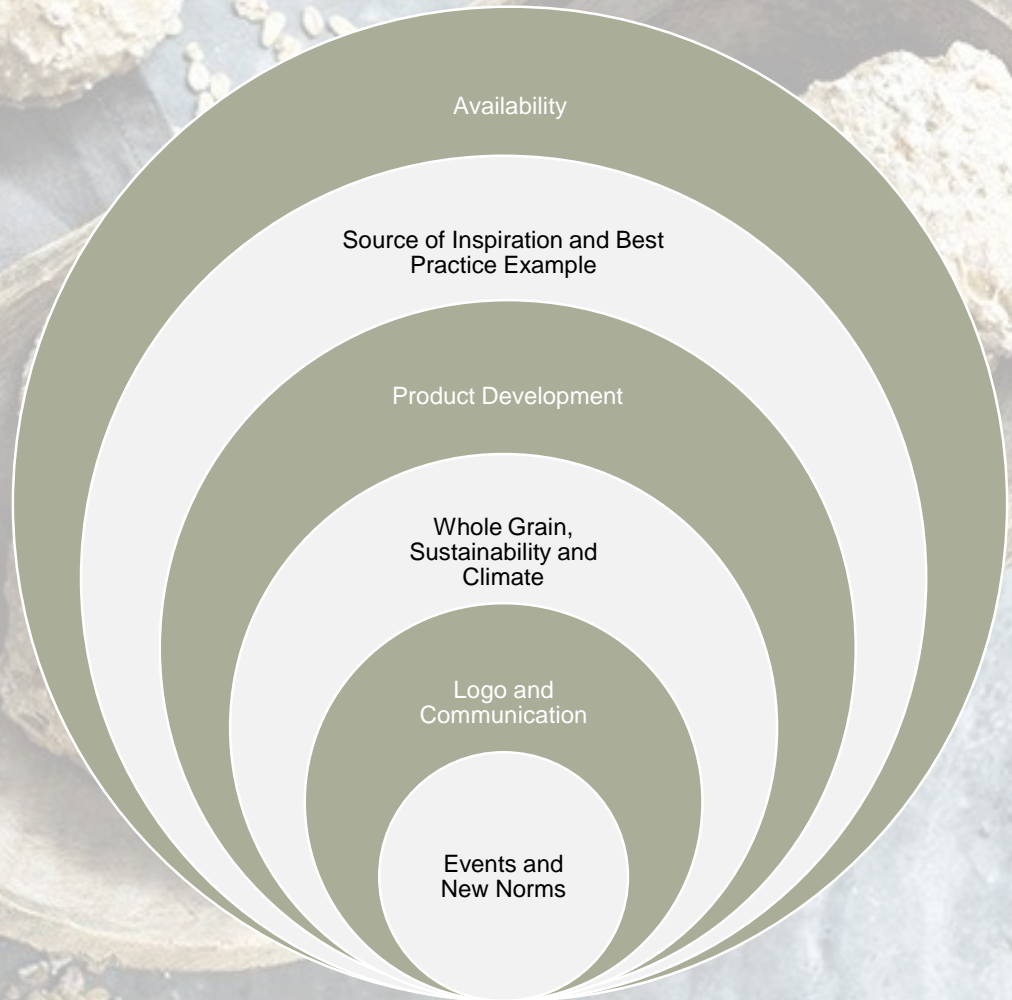 Availability
Source of Inspiration and Best
Practice Example
Product Development
Whole Grain,
Sustainability and
Climate
Logo and
Communication
Events and
New Norms